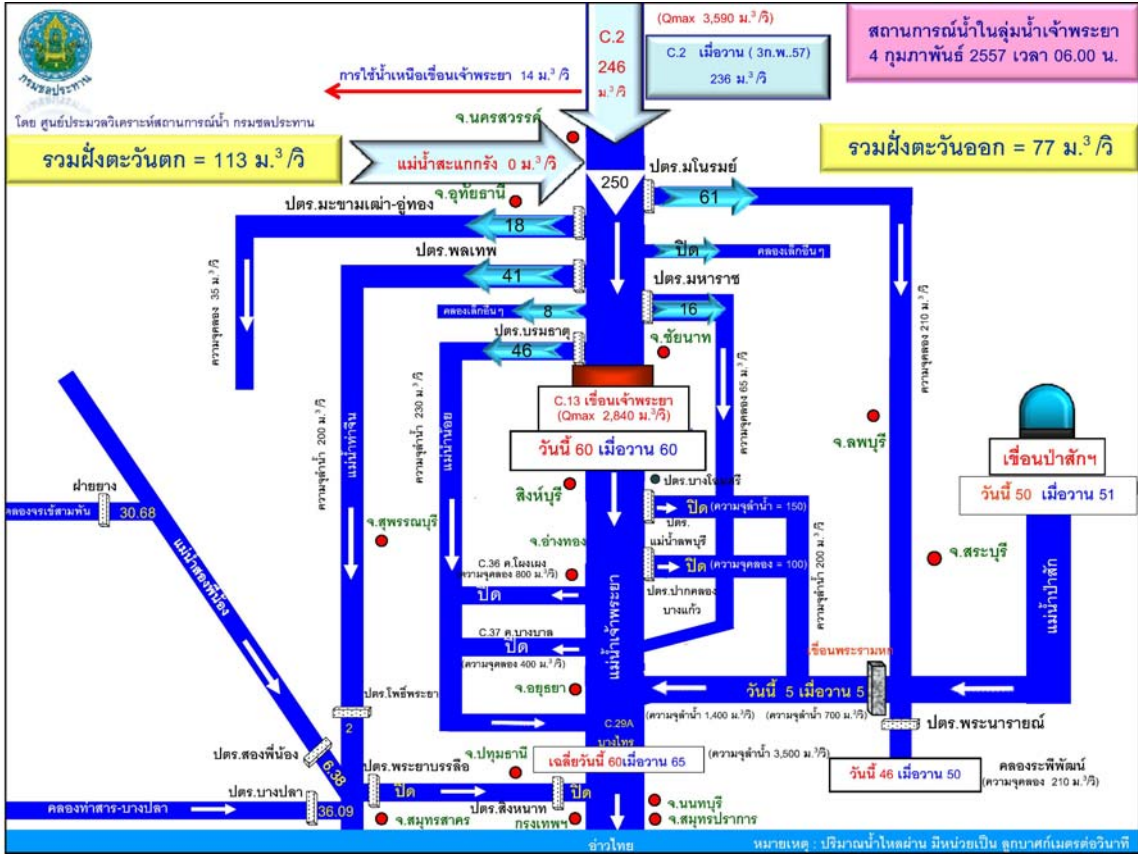 กรมชลประทาน
โดย ศูนย์ประมวลวิเคราะห์สถานการณ์น้ำ กรมชลประทาน
(Qmax 3,590 ม.³/วิ)
C.2
246
ม.³/วิ
C.2 เมื่อวาน ( 3ก.พ..57)
236 ม.³/วิ
สถานการณ์น้ำในลุ่มน้ำเจ้าพระยา
4 กุมภาพันธ์ 2557 เวลา 06.00 น.
การใช้น้ำเหนือเขื่อนเจ้าพระยา 14 ม.³/วิ
จ.นครสวรรค์
รวมฝั่งตะวันตก = 113 ม.³/วิ
แม่น้ำสะแกกรัง 0 ม.³/วิ
รวมฝั่งตะวันออก = 77 ม.³/วิ
250
ปตร.มโนรมย์
61
จ.อุทัยธานี
ปตร.มะขามเฒ่า-อู่ทอง
18
ปิด
คลองเล็กอื่นๆ
ปตร.พลเทพ
41
ปตร.มหาราช
16
8
คลองเล็กอื่นๆ
ปตร.บรมธาตุ
46
จ.ชัยนาท
ความจุคลอง 35 ม.³/วิ
ความจุคลอง 210 ม.³/วิ
ความจุคลอง 65 ม.³/วิ
ความจุลำน้ำ 230 ม.³/วิ
ความจุลำน้ำ 200 ม.³/วิ
แม่น้ำท่าจีน
แม่น้ำน้อย
C.13 เขื่อนเจ้าพระยา
(Qmax 2,840 ม.³/วิ)
วันนี้ 60 เมื่อวาน 60
จ.ลพบุรี
เขื่อนป่าสักฯ
วันนี้ 50 เมื่อวาน 51
สิงห์บุรี
ปิด (ความจุลำน้ำ = 150)
ฝายยาง
คลองจรเข้สามพัน
30.68
จ.สุพรรณบุรี
จ.อ่างทอง
ปตร.
แม่น้ำลพบุรี
ปิด (ความจุคลอง = 100)
ความจุลำน้ำ 200 ม.³/วิ
จ.สระบุรี
C.36 ค.โผงเผง
(ความจุคลอง 800 ม.³/วิ)
ปิด
ปตร.ปากคลอง
บางแก้ว
แม่น้ำสองพี่น้อง
แม่น้ำเจ้าพระยา
แม่น้ำป่าสัก
C.37 ค.บางบาล
ปิด
(ความจุคลอง 400 ม.³/วิ)
จ.อยุธยา
วันนี้ 5 เมื่อวาน 5
(ความจุลำน้ำ 1,400 ม.³/วิ)
(ความจุลำน้ำ 700 ม.³/วิ)
ปตร.โพธิ์พระยา
2
C.29A
บางไทร
ปตร.พระนารายณ์
ปตร.สองพี่น้อง
6.38
จ.ปทุมธานี
เฉลี่ยวันนี้ 60เมื่อวาน 65
(ความจุลำน้ำ 3,500 ม.³/วิ)
วันนี้ 46 เมื่อวาน 50
คลองระพีพัฒน์
(ความจุคลอง 210 ม.³/วิ)
ปตร.พระยาบรรลือ
ปิด
ปิด
ปตร.บางปลา
คลองท่าสาร-บางปลา
36.09
ปตร.สิงหนาท
จ.สมุทรสาคร
กรุงเทพฯ
จ.นนทบุรี
จ.สมุทรปราการ
อ่าวไทย
หมายเหตุ : ปริมาณน้ำไหลผ่าน มีหน่วยเป็น ลูกบาศก์เมตรต่อวินาที